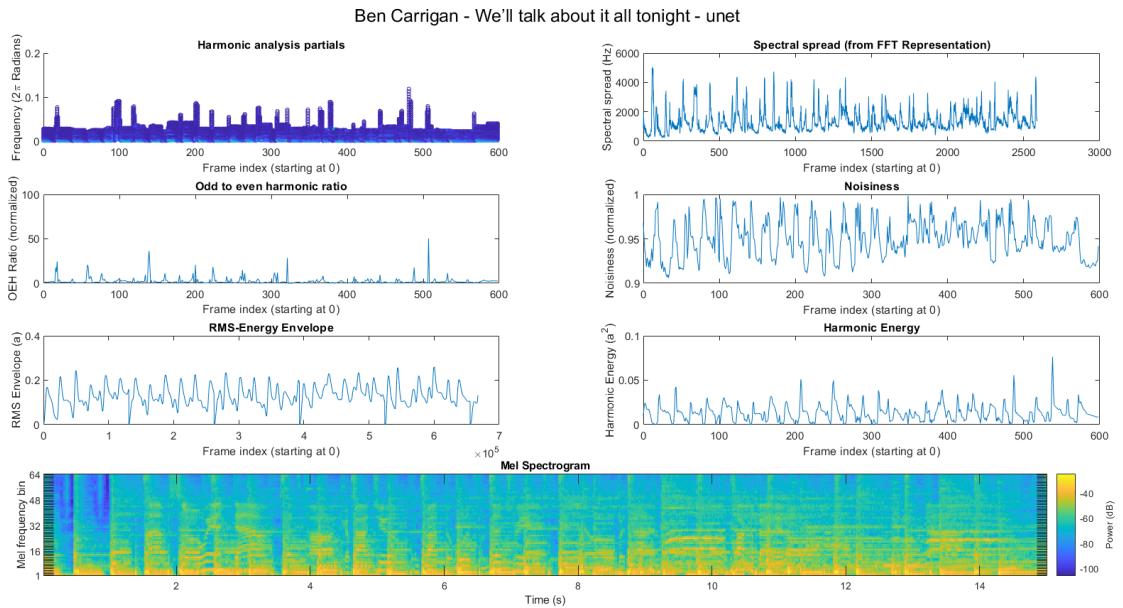 Ben Carrigan - We'll talk about it all tonight - unet
Harmonic analysis partials
Frequency (2π Radians)
0.2
0.1
0
0 100 200 300 400 500 600
Frame index (starting at 0)
Spectral spread (from FFT Representation)
Spectral spread (Hz)
6000
4000
2000
0
0 500 1000 1500 2000 2500 3000
Frame index (starting at 0)
Odd to even harmonic ratio
OEH Ratio (normalized)
100
50
0
0 100 200 300 400 500 600
Frame index (starting at 0)
Noisiness
Noisiness (normalized)
1
0.95
0.9
0 100 200 300 400 500 600
Frame index (starting at 0)
RMS-Energy Envelope
RMS Envelope (a)
0.4
0.2
0
0 1 2 3 4 5 6 7
Frame index (starting at 0)
×10⁵
Harmonic Energy
Harmonic Energy (a²)
0.1
0.05
0
0 100 200 300 400 500 600
Frame index (starting at 0)
Mel Spectrogram
Mel frequency bin
64
48
32
16
1
2 4 6 8 10 12 14
Time (s)
-40
-60
-80
-100
Power (dB)